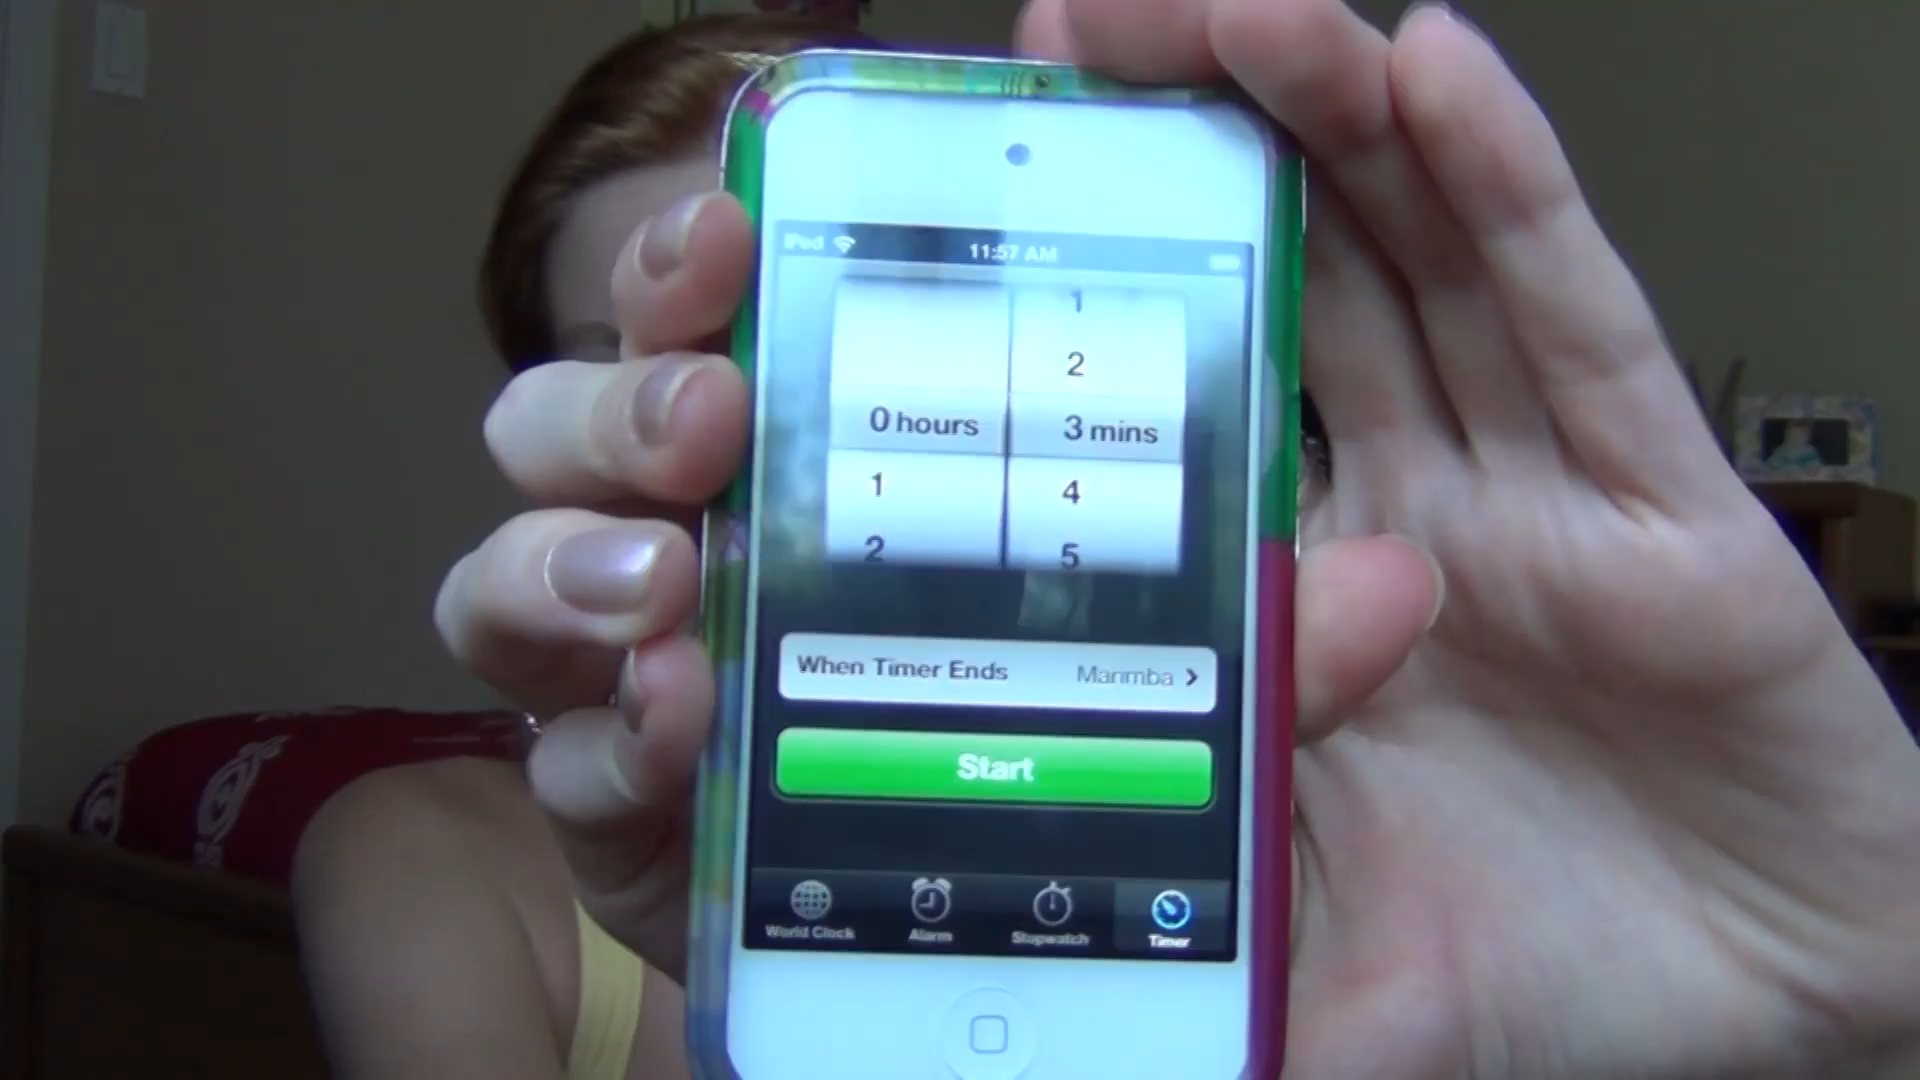 iPod 11:57 AM
1
2
0 hours 3 mins
1 4
2 5
When Timer Ends Marimba
Start
World Clock Alarm Stopwatch Timer